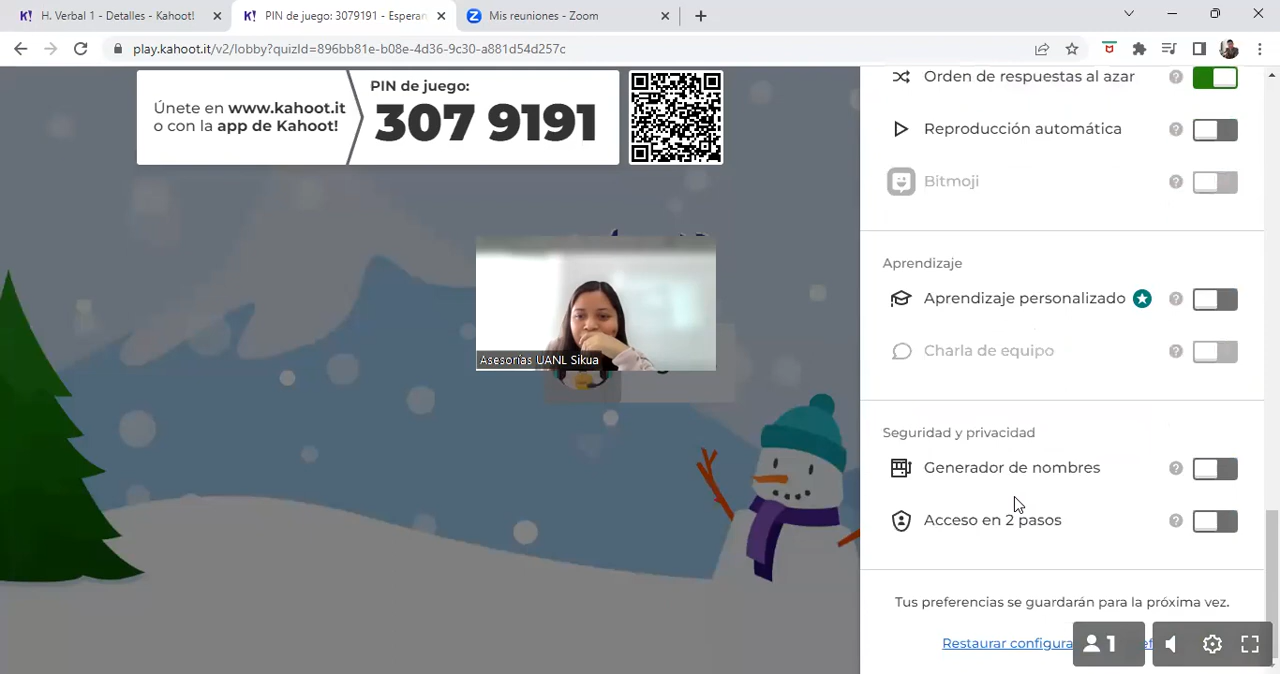 H. Verbal 1 - Detalles - Kahoot!
PIN de juego: 3079191 - Esperan
Mis reuniones - Zoom
play.kahoot.it/v2/lobby?quizId=896bb81e-b08e-4d36-9c30-a881d54d257c
Únete en www.kahoot.it
o con la app de Kahoot!
PIN de juego:
307 9191
Asesorías UANL Sikua
Orden de respuestas al azar
Reproducción automática
Bitmoji
Aprendizaje
Aprendizaje personalizado
Charla de equipo
Seguridad y privacidad
Generador de nombres
Acceso en 2 pasos
Tus preferencias se guardarán para la próxima vez.
Restaurar configura
1